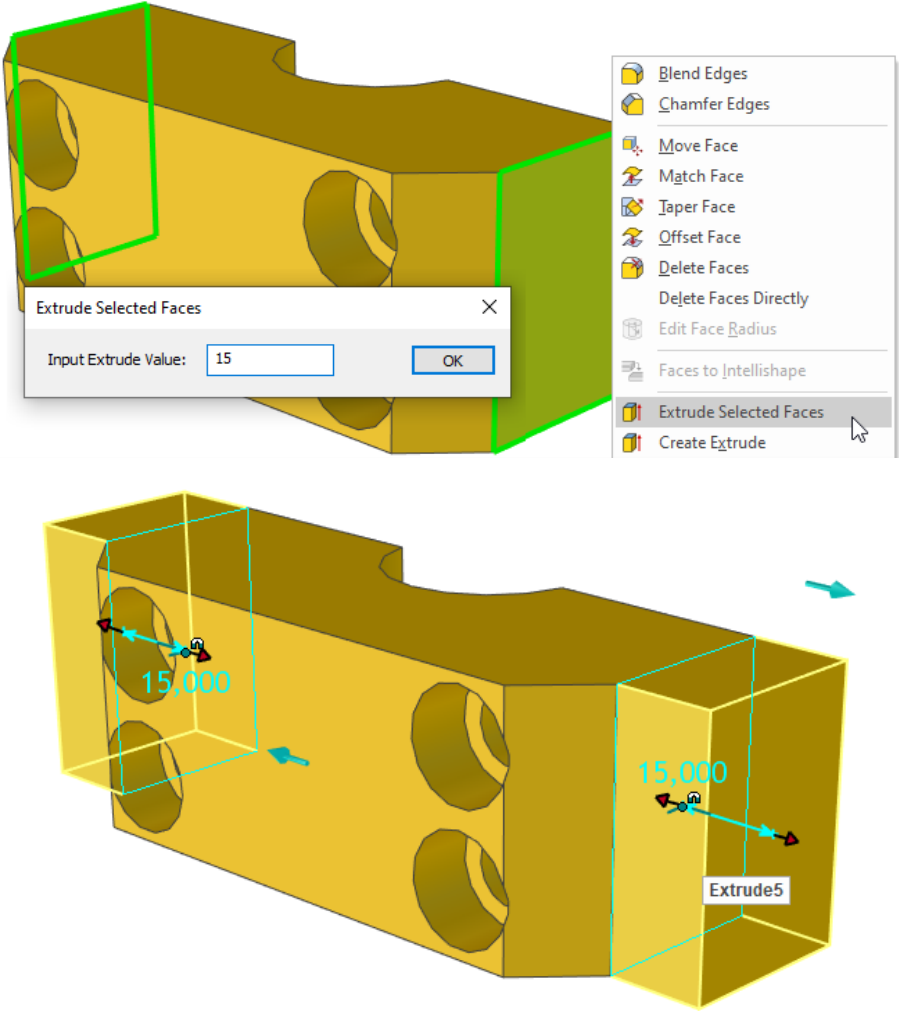 Blend Edges
Chamfer Edges
Move Face
Match Face
Taper Face
Offset Face
Delete Faces
Delete Faces Directly
Edit Face Radius
Faces to Intellishape
Extrude Selected Faces
Create Extrude
Extrude Selected Faces
Input Extrude Value: 15 OK
15,000
15,000
Extrude5